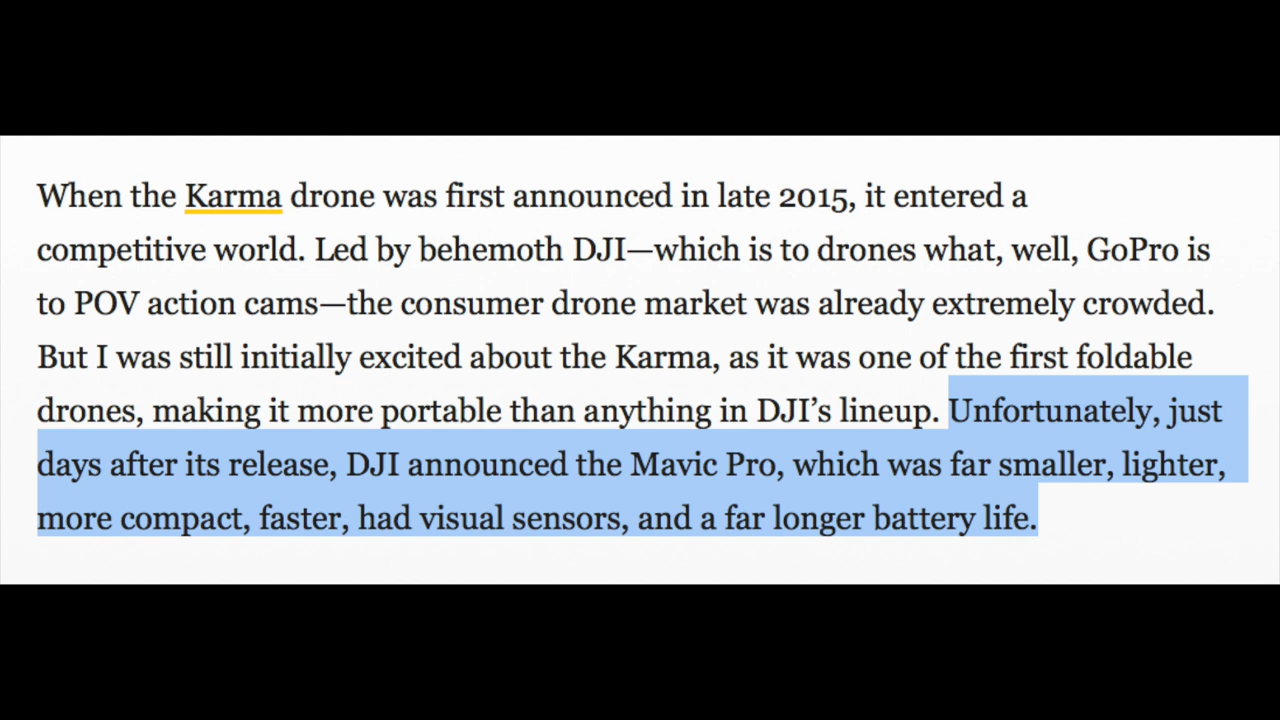 When the Karma drone was first announced in late 2015, it entered a
competitive world. Led by behemoth DJI—which is to drones what, well, GoPro is
to POV action cams—the consumer drone market was already extremely crowded.
But I was still initially excited about the Karma, as it was one of the first foldable
drones, making it more portable than anything in DJI’s lineup. Unfortunately, just
days after its release, DJI announced the Mavic Pro, which was far smaller, lighter,
more compact, faster, had visual sensors, and a far longer battery life.